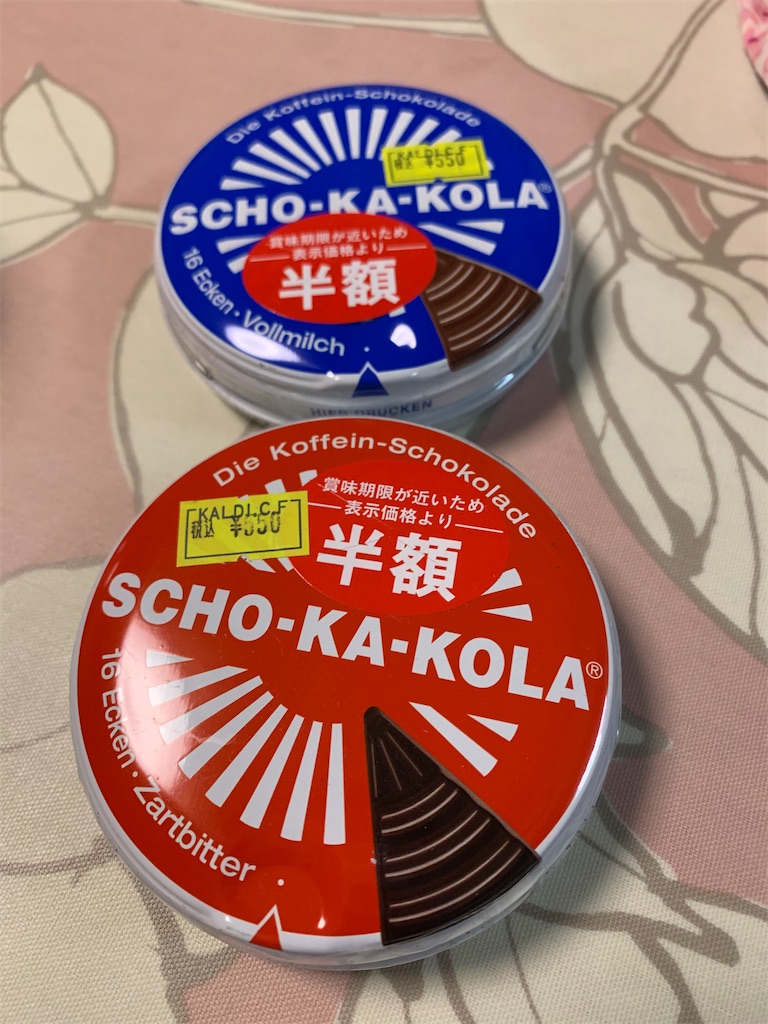 Die Koffein-Schokolade
KALDI.C.F
税込 ¥550
SCHO-KA-KOLA®
賞味期限が近いため
表示価格より
半額
16 Ecken · Vollmilch
HIER DRÜCKEN
Die Koffein-Schokolade
賞味期限が近いため
表示価格より
半額
KALDI.C.F
税込 ¥550
SCHO-KA-KOLA®
16 Ecken · Zartbitter